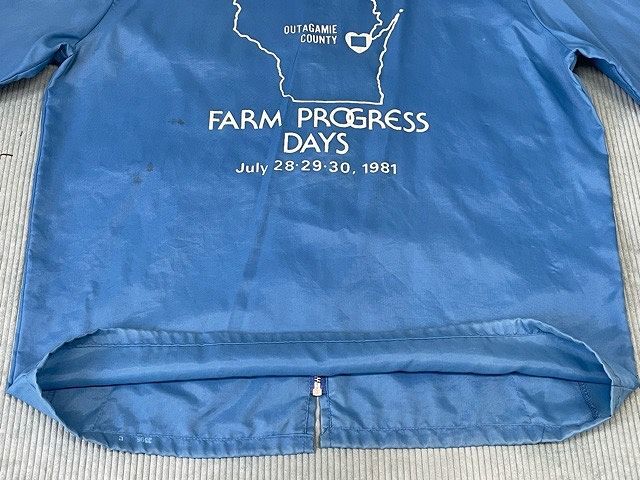 OUTAGAMIE
COUNTY
FARM PROGRESS
DAYS
July 28·29·30, 1981